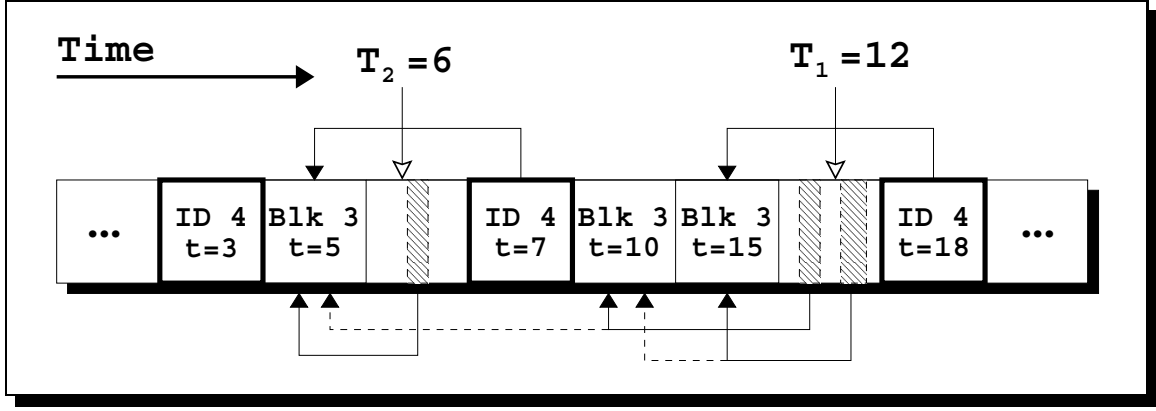 Time
T2 =6
T1 =12
...
ID 4
t=3
Blk 3
t=5
ID 4
t=7
Blk 3
t=10
Blk 3
t=15
ID 4
t=18
...